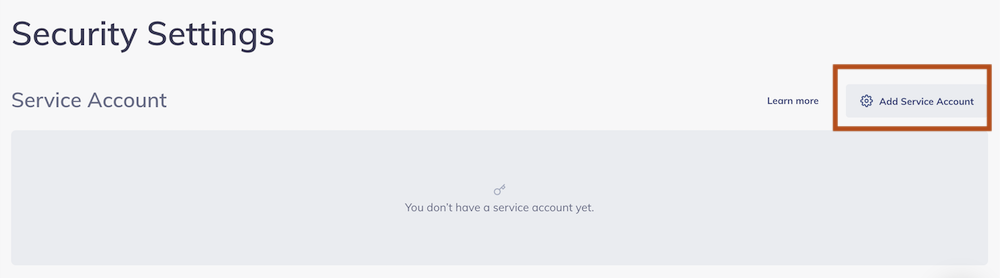 Security Settings
Service Account
Learn more
Add Service Account
You don't have a service account yet.